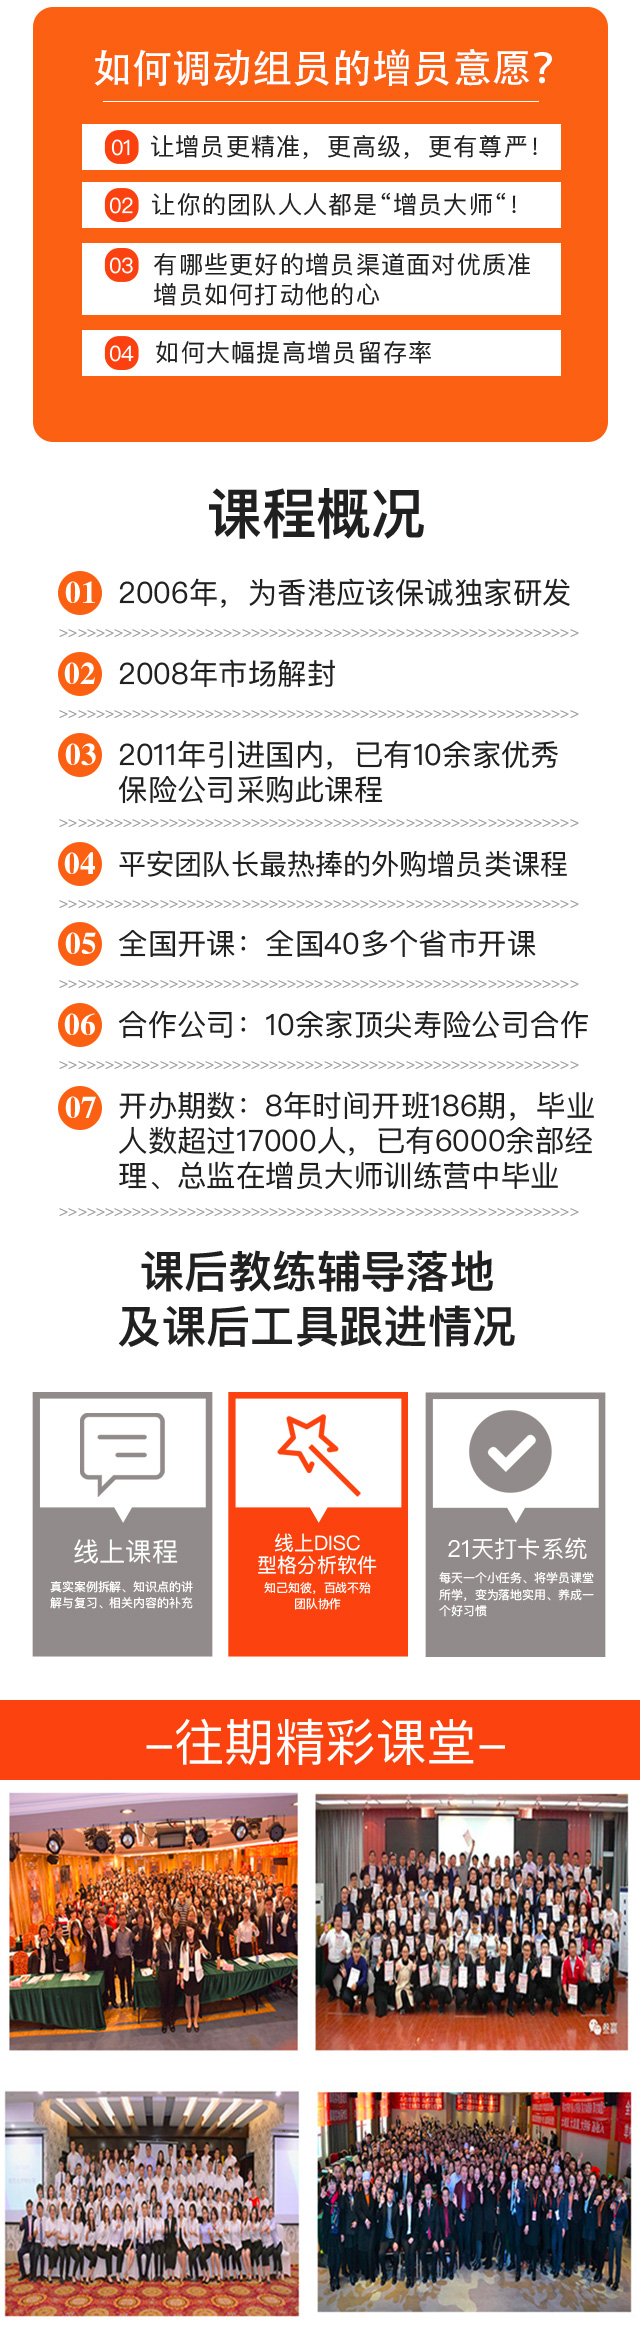 如何调动组员的增员意愿？
01 让增员更精准，更高级，更有尊严！
02 让你的团队人人都是“增员大师“！
03 有哪些更好的增员渠道面对优质准
增员如何打动他的心
04 如何大幅提高增员留存率
课程概况
01 2006年，为香港应该保诚独家研发
>>>>>>>>>>>>>>>>>>>>>>>>>>>>>>>>>>>>>>>>>>>>>>>>>>>>>>>>>
02 2008年市场解封
>>>>>>>>>>>>>>>>>>>>>>>>>>>>>>>>>>>>>>>>>>>>>>>>>>>>>>>>>
03 2011年引进国内，已有10余家优秀
保险公司采购此课程
>>>>>>>>>>>>>>>>>>>>>>>>>>>>>>>>>>>>>>>>>>>>>>>>>>>>>>>>>
04 平安团队长最热捧的外购增员类课程
>>>>>>>>>>>>>>>>>>>>>>>>>>>>>>>>>>>>>>>>>>>>>>>>>>>>>>>>>
05 全国开课：全国40多个省市开课
>>>>>>>>>>>>>>>>>>>>>>>>>>>>>>>>>>>>>>>>>>>>>>>>>>>>>>>>>
06 合作公司：10余家顶尖寿险公司合作
>>>>>>>>>>>>>>>>>>>>>>>>>>>>>>>>>>>>>>>>>>>>>>>>>>>>>>>>>
07 开办期数：8年时间开班186期，毕业
人数超过17000人，已有6000余部经
理、总监在增员大师训练营中毕业
>>>>>>>>>>>>>>>>>>>>>>>>>>>>>>>>>>>>>>>>>>>>>>>>>>>>>>>>>
课后教练辅导落地
及课后工具跟进情况
线上课程
真实案例拆解、知识点的讲
解与复习、相关内容的补充
线上DISC
型格分析软件
知己知彼，百战不殆
团队协作
21天打卡系统
每天一个小任务、将学员课堂
所学，变为落地实用、养成一
个好习惯
–往期精彩课堂–
叁赢